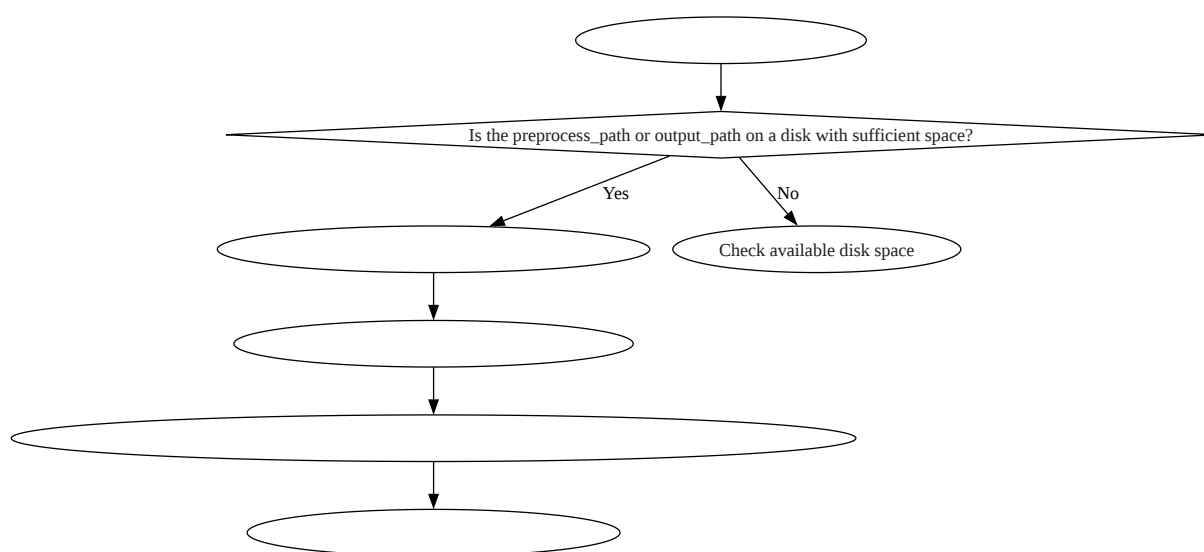 Is the preprocess_path or output_path on a disk with sufficient space?
Yes
No
Check available disk space